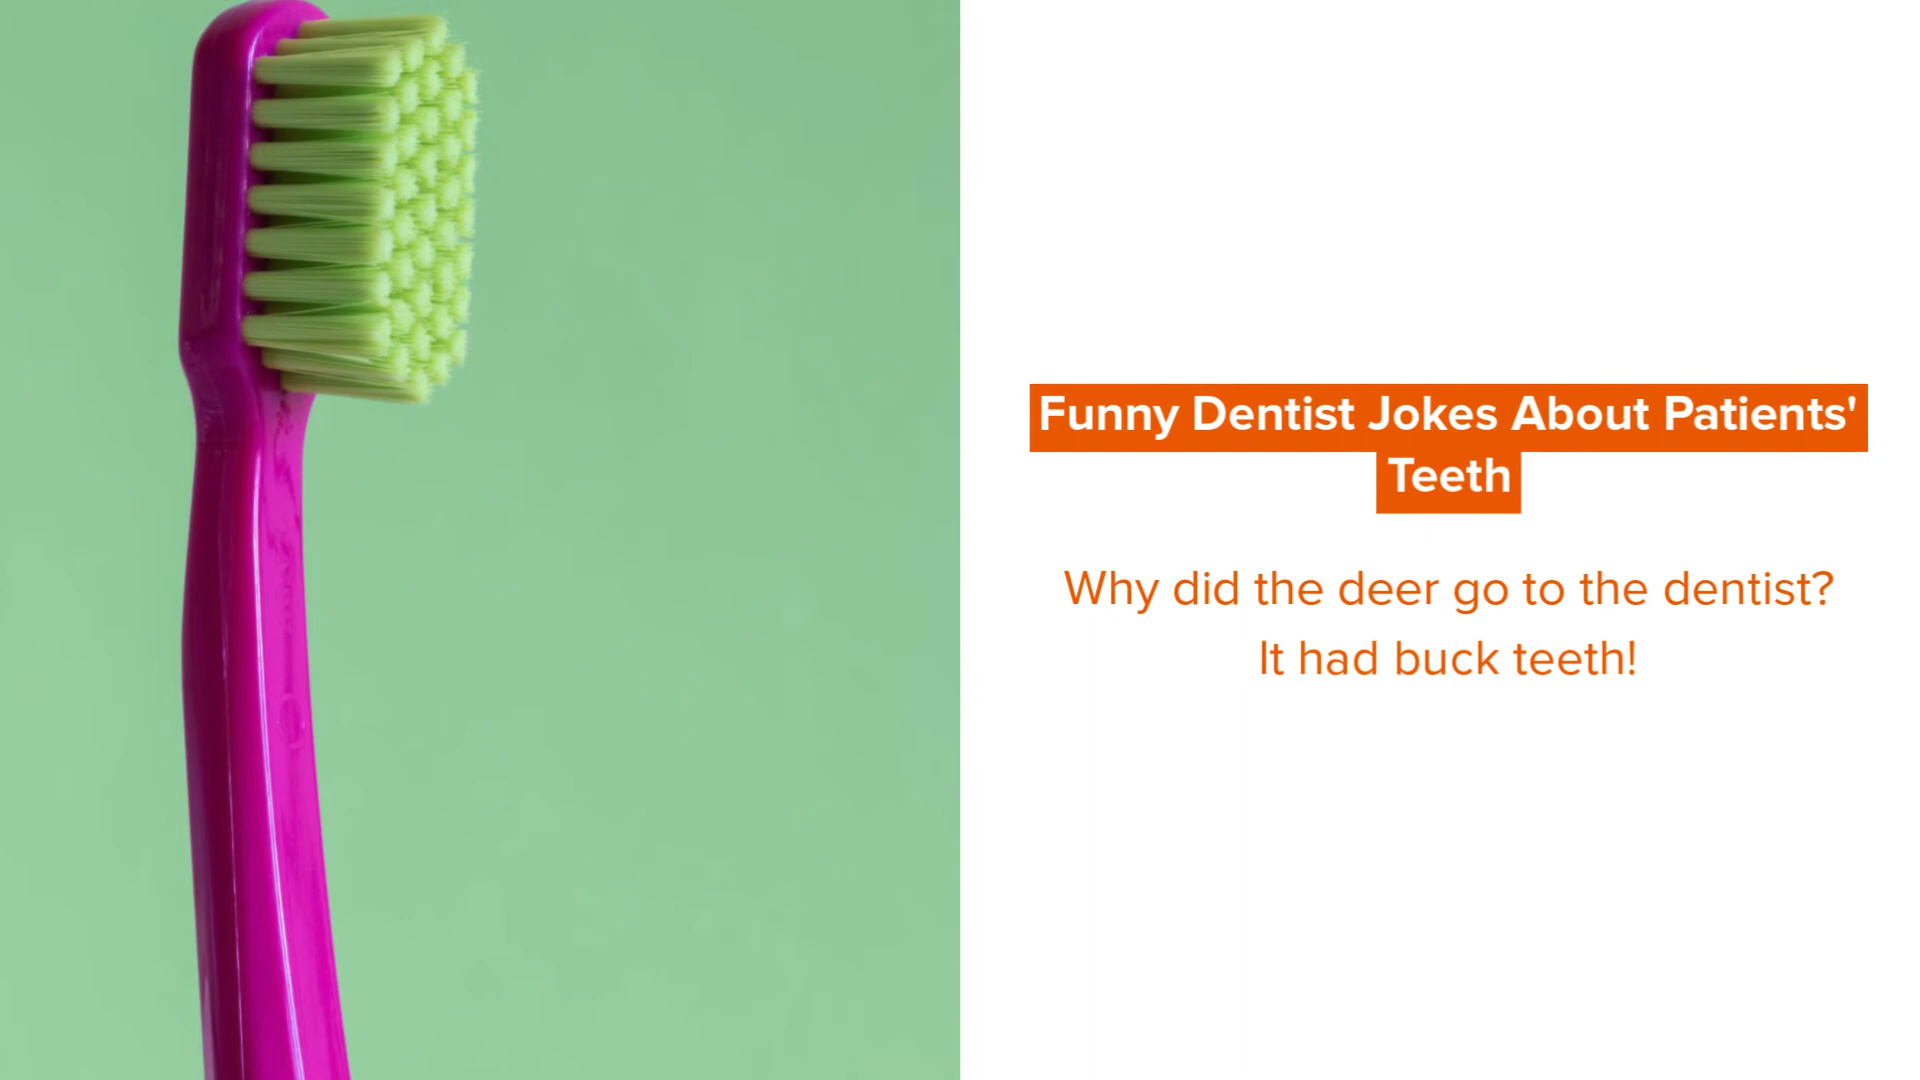 Funny Dentist Jokes About Patients'
Teeth
Why did the deer go to the dentist?
It had buck teeth!